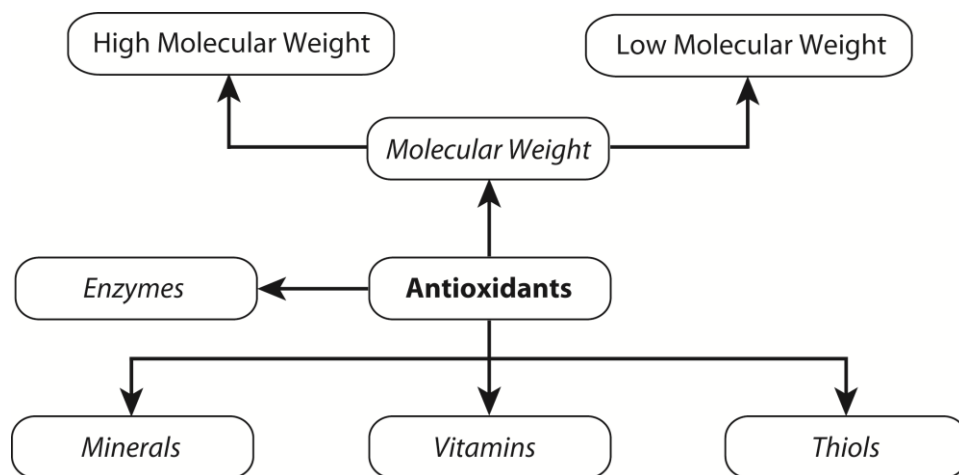 High Molecular Weight
Low Molecular Weight
Molecular Weight
Enzymes
Antioxidants
Minerals
Vitamins
Thiols